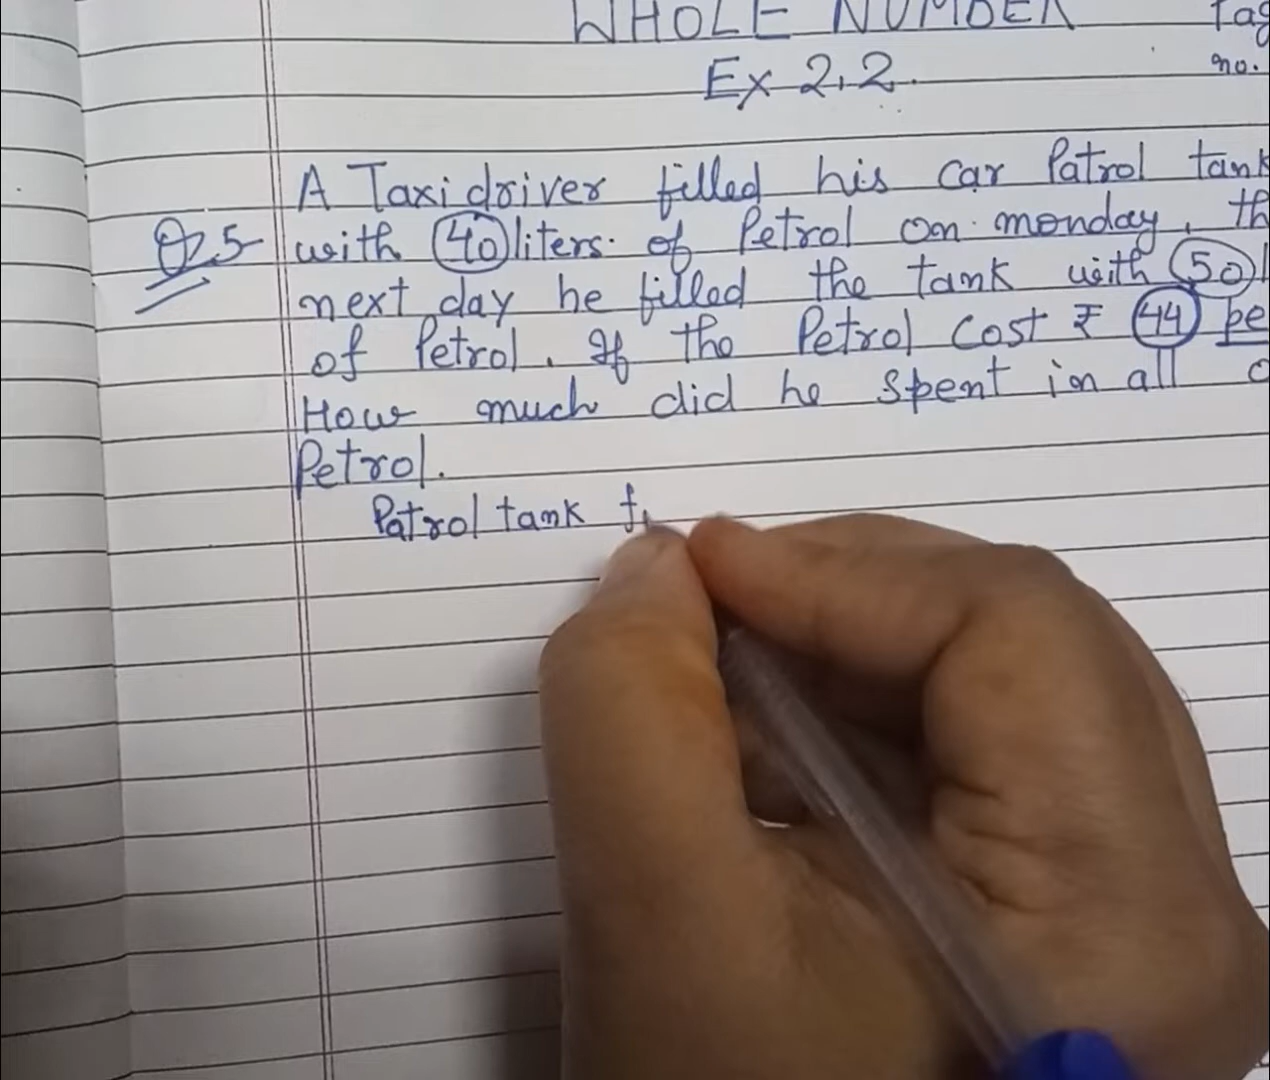 WHOLE NUMBER
Ex 2.2
no.
A Taxi driver filled his car Patrol tank
Q 5 with 40 liters of Petrol on monday, th
next day he filled the tank with 50 l
of Petrol. If the Petrol cost ₹ 44 pe
How much did he spent in all o
Petrol.
Patrol tank